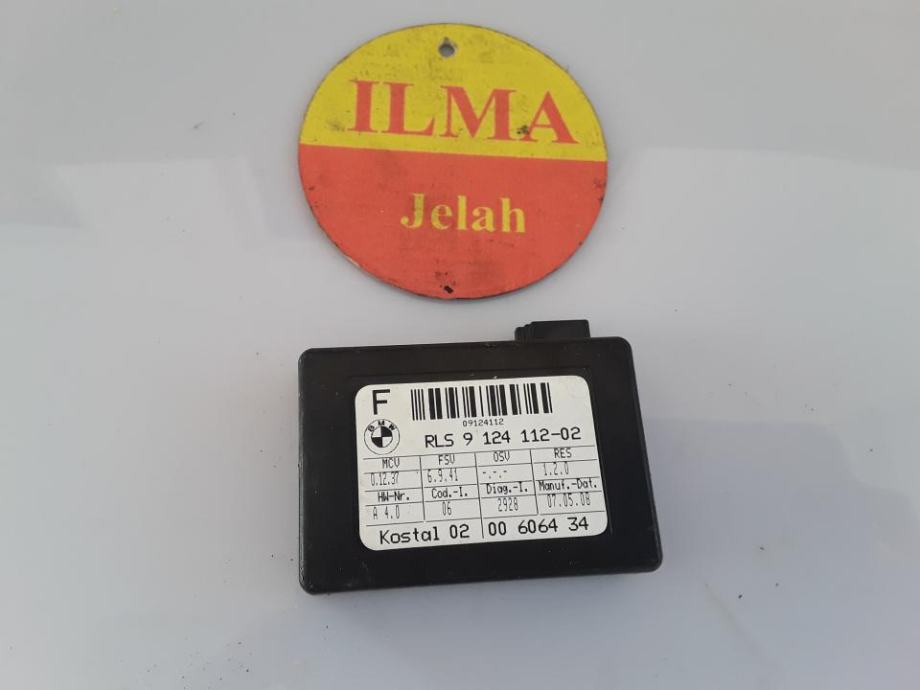 ILMA
Jelah
F
09124112
BMW
RLS 9 124 112-02
MCV FSV OSV RES
0.12.37 6.9.41 -.-.- 1.2.0
HW-Nr. Cod.-I. Diag.-I. Manuf.-Dat.
A 4.0 06 2928 07.05.08
Kostal 02 00 6064 34